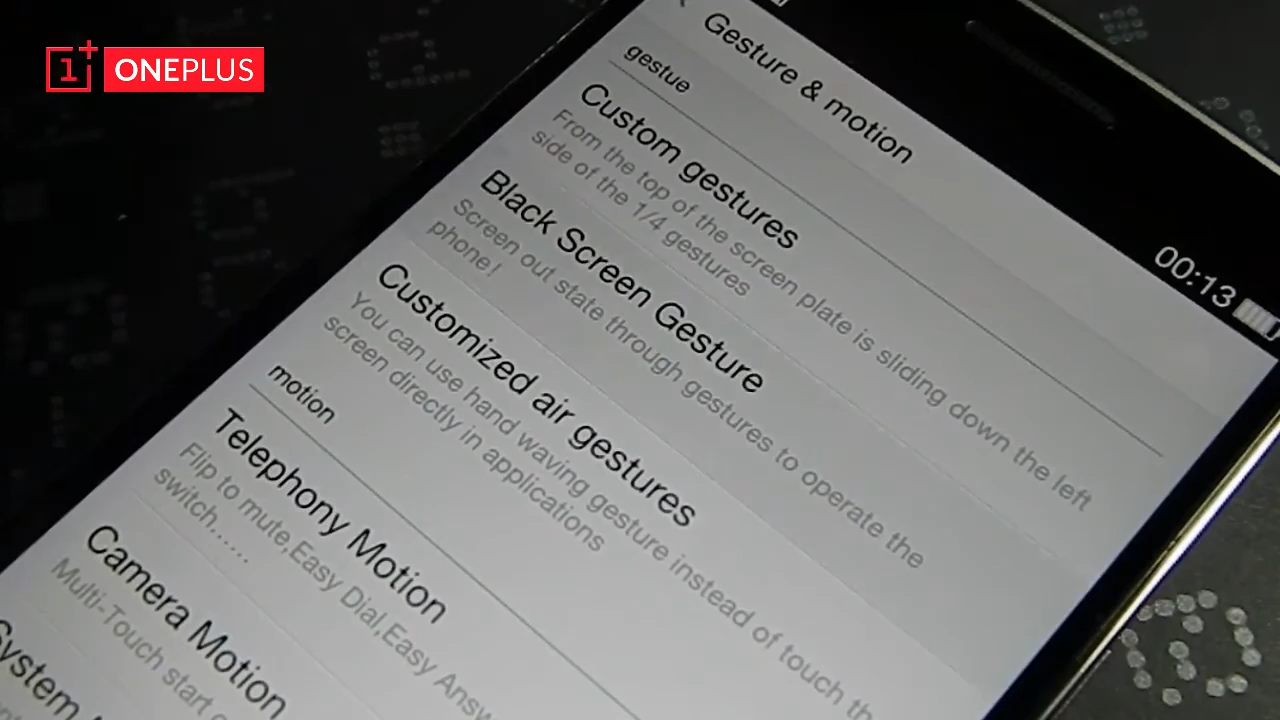 1+ ONEPLUS
00:13
Gesture & motion
gestue
Custom gestures
From the top of the screen plate is sliding down the left
side of the 1/4 gestures
Black Screen Gesture
Screen out state through gestures to operate the
phone!
Customized air gestures
You can use hand waving gesture instead of touch th
screen directly in applications
motion
Telephony Motion
Flip to mute,Easy Dial,Easy Answ
switch......
Camera Motion
Multi-Touch start
System